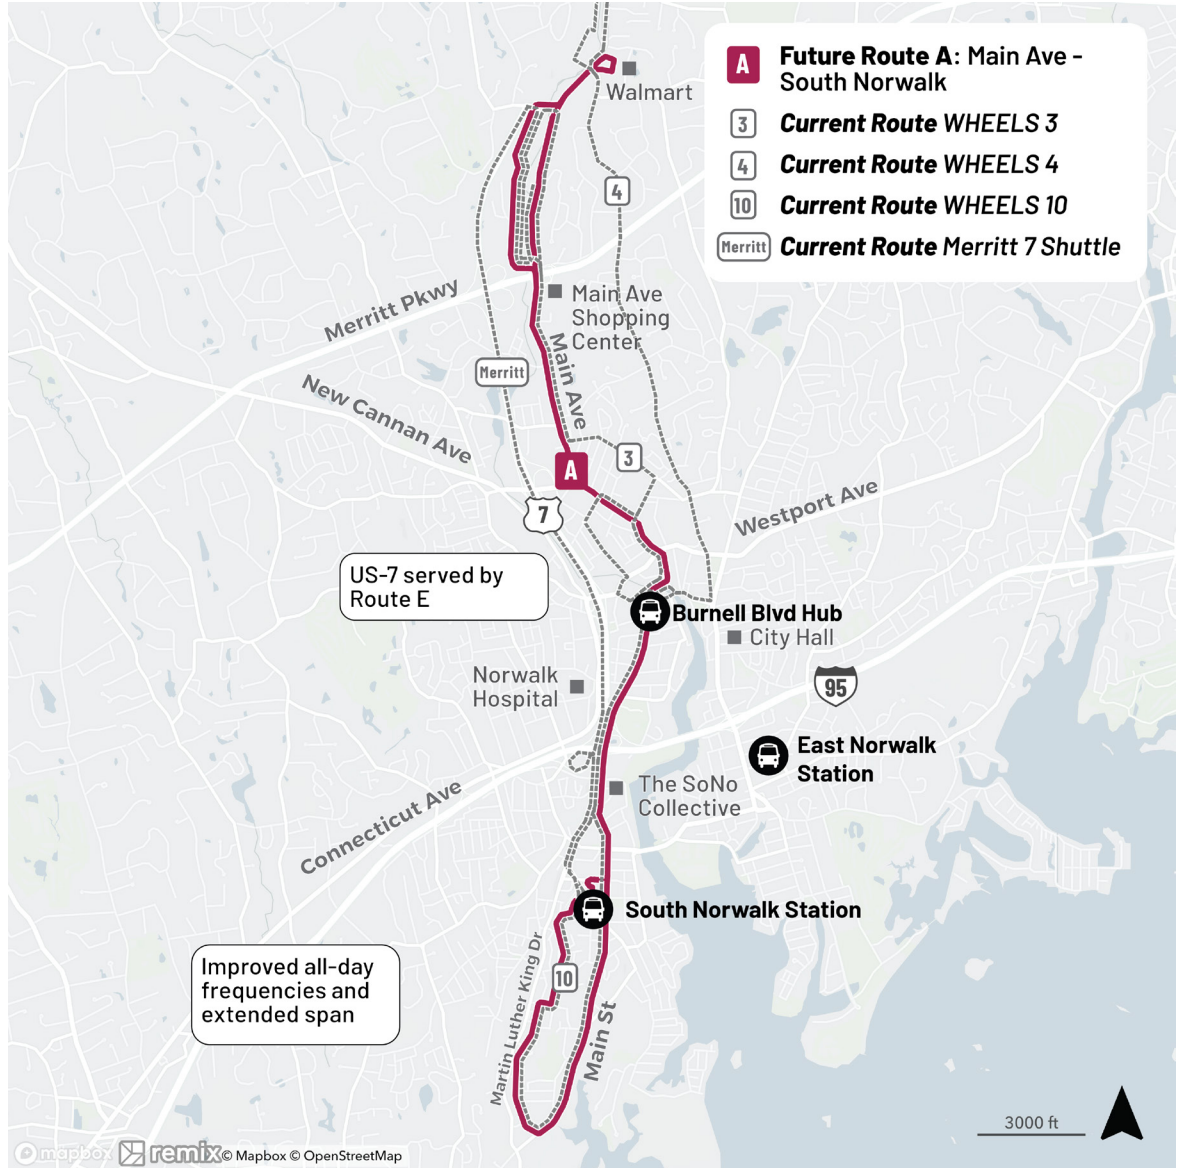 A
Future Route A: Main Ave -
South Norwalk
3
Current Route WHEELS 3
4
Current Route WHEELS 4
10
Current Route WHEELS 10
Merritt
Current Route Merritt 7 Shuttle
Walmart
4
Merritt Pkwy
Main Ave
Shopping
Center
Merritt
Main Ave
New Cannan Ave
3
A
7
Westport Ave
US-7 served by
Route E
Burnell Blvd Hub
City Hall
Norwalk
Hospital
95
East Norwalk
Station
The SoNo
Collective
Connecticut Ave
South Norwalk Station
Improved all-day
frequencies and
extended span
10
Martin Luther King Dr
Main St
3000 ft
mapbox
remix
© Mapbox © OpenStreetMap